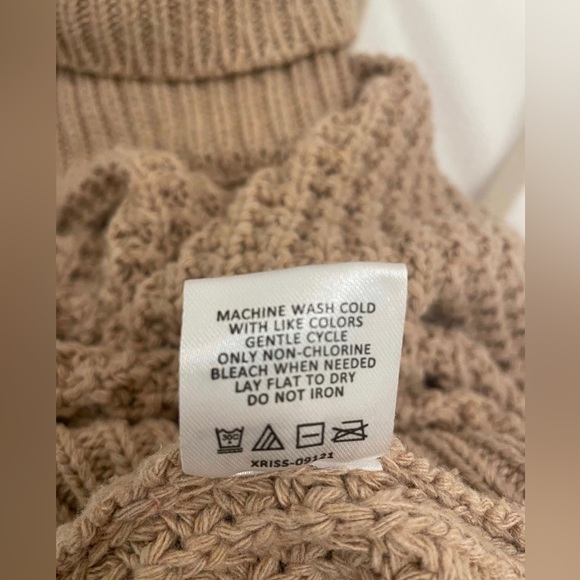 MACHINE WASH COLD
WITH LIKE COLORS
GENTLE CYCLE
ONLY NON-CHLORINE
BLEACH WHEN NEEDED
LAY FLAT TO DRY
DO NOT IRON
30C
XRISS-09121